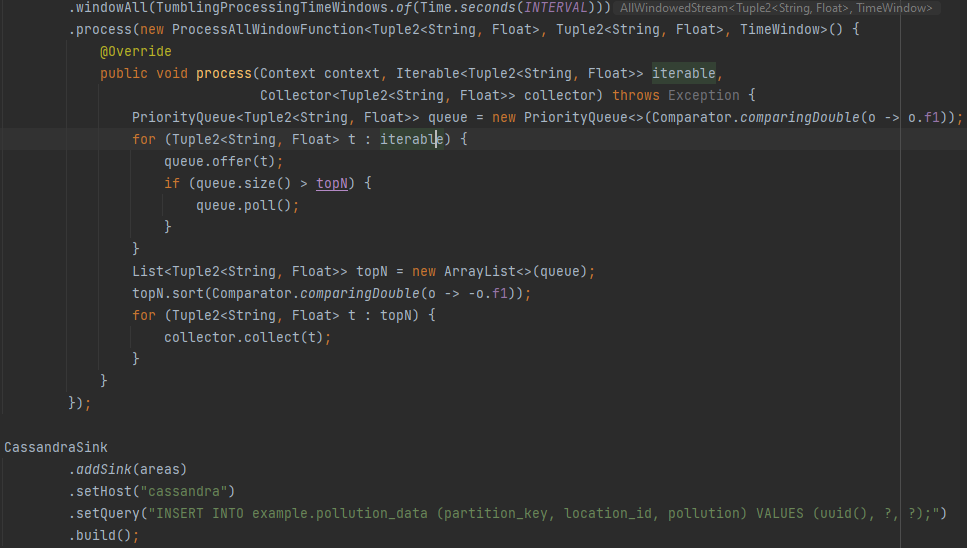 .windowAll(TumblingProcessingTimeWindows.of(Time.seconds(INTERVAL))) AllWindowedStream<Tuple2<String, Float>, TimeWindow>
.process(new ProcessAllWindowFunction<Tuple2<String, Float>, Tuple2<String, Float>, TimeWindow>() {
@Override
public void process(Context context, Iterable<Tuple2<String, Float>> iterable,
Collector<Tuple2<String, Float>> collector) throws Exception {
PriorityQueue<Tuple2<String, Float>> queue = new PriorityQueue<>(Comparator.comparingDouble(o -> o.f1));
for (Tuple2<String, Float> t : iterable) {
queue.offer(t);
if (queue.size() > topN) {
queue.poll();
}
}
List<Tuple2<String, Float>> topN = new ArrayList<>(queue);
topN.sort(Comparator.comparingDouble(o -> -o.f1));
for (Tuple2<String, Float> t : topN) {
collector.collect(t);
}
}
});
CassandraSink
.addSink(areas)
.setHost("cassandra")
.setQuery("INSERT INTO example.pollution_data (partition_key, location_id, pollution) VALUES (uuid(), ?, ?);")
.build();